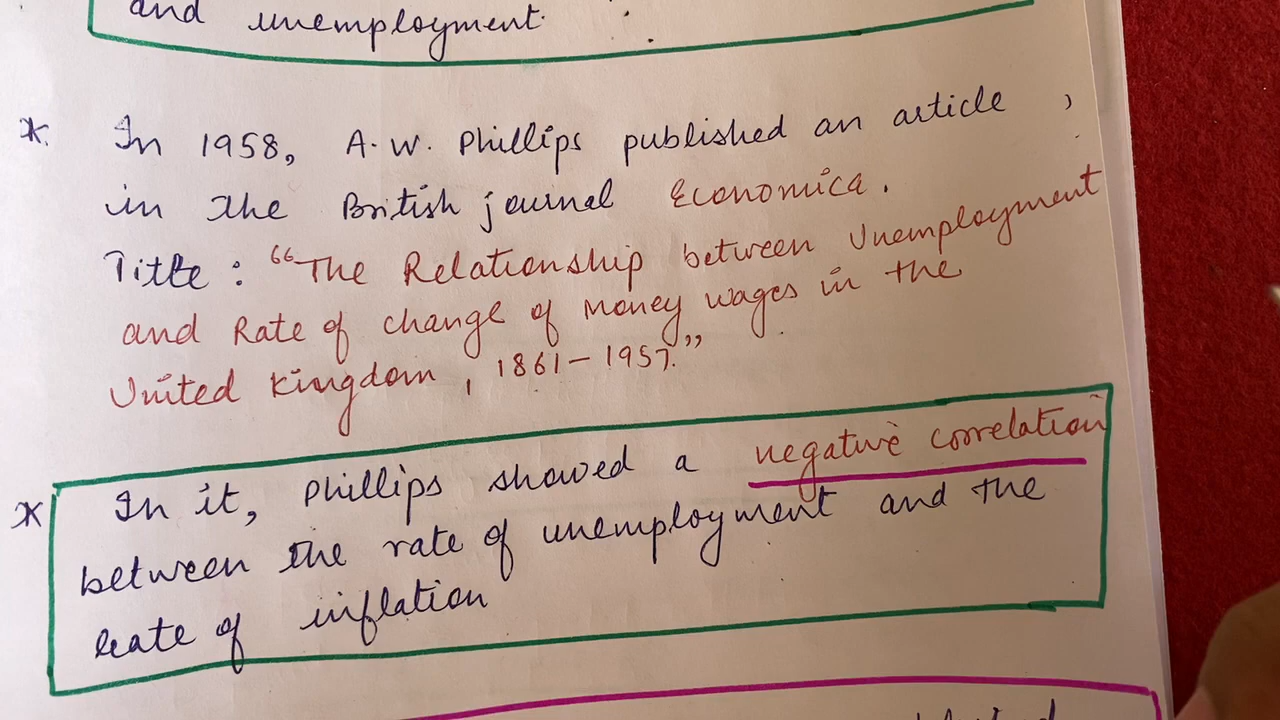 and unemployment.
* In 1958, A.W. Phillips published an article,
in the British journal Economica.
Title: "The Relationship between Unemployment
and Rate of change of Money wages in the
United Kingdom, 1861-1957."
* In it, Phillips showed a negative correlation
between the rate of unemployment and the
rate of inflation